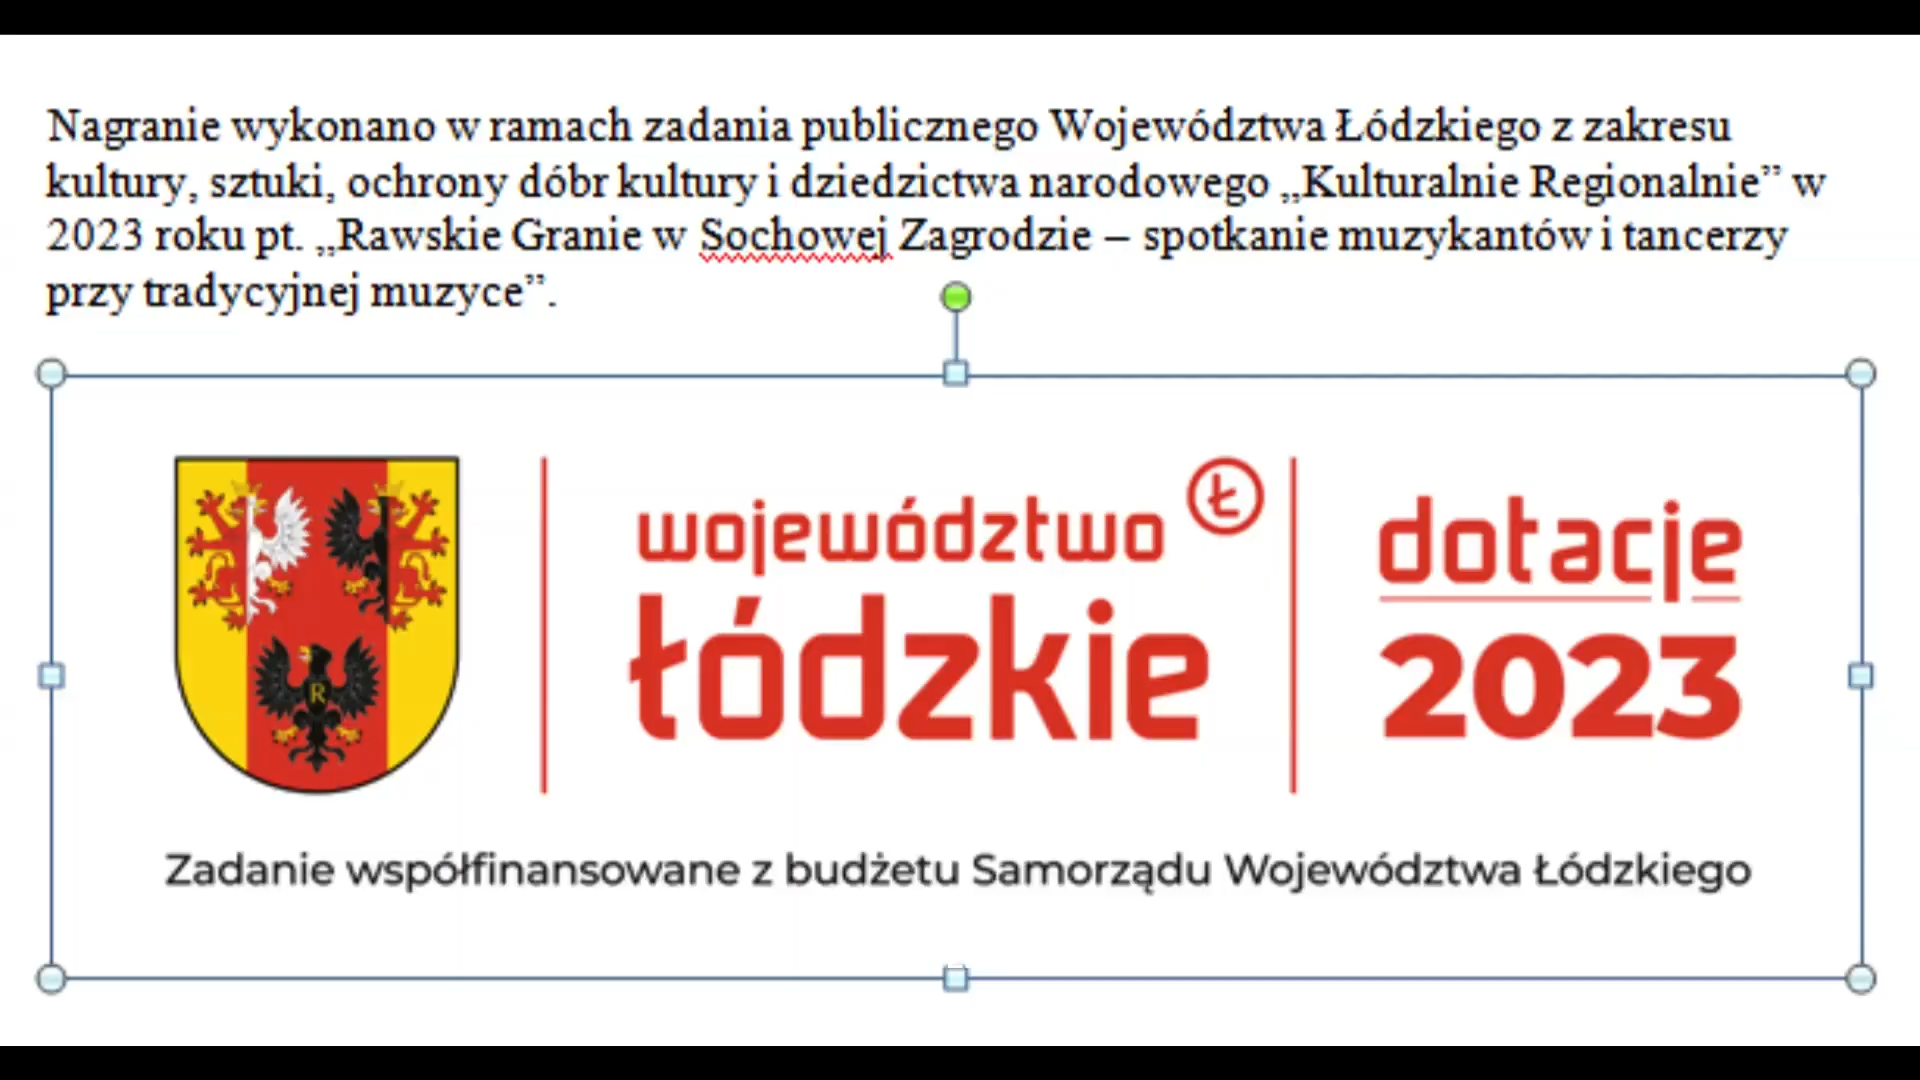 Nagranie wykonano w ramach zadania publicznego Województwa Łódzkiego z zakresu
kultury, sztuki, ochrony dóbr kultury i dziedzictwa narodowego „Kulturalnie Regionalnie” w
2023 roku pt. „Rawskie Granie w Sochowej Zagrodzie – spotkanie muzykantów i tancerzy
przy tradycyjnej muzyce”.
R
województwo Ł
łódzkie
dotacje
2023
Zadanie współfinansowane z budżetu Samorządu Województwa Łódzkiego